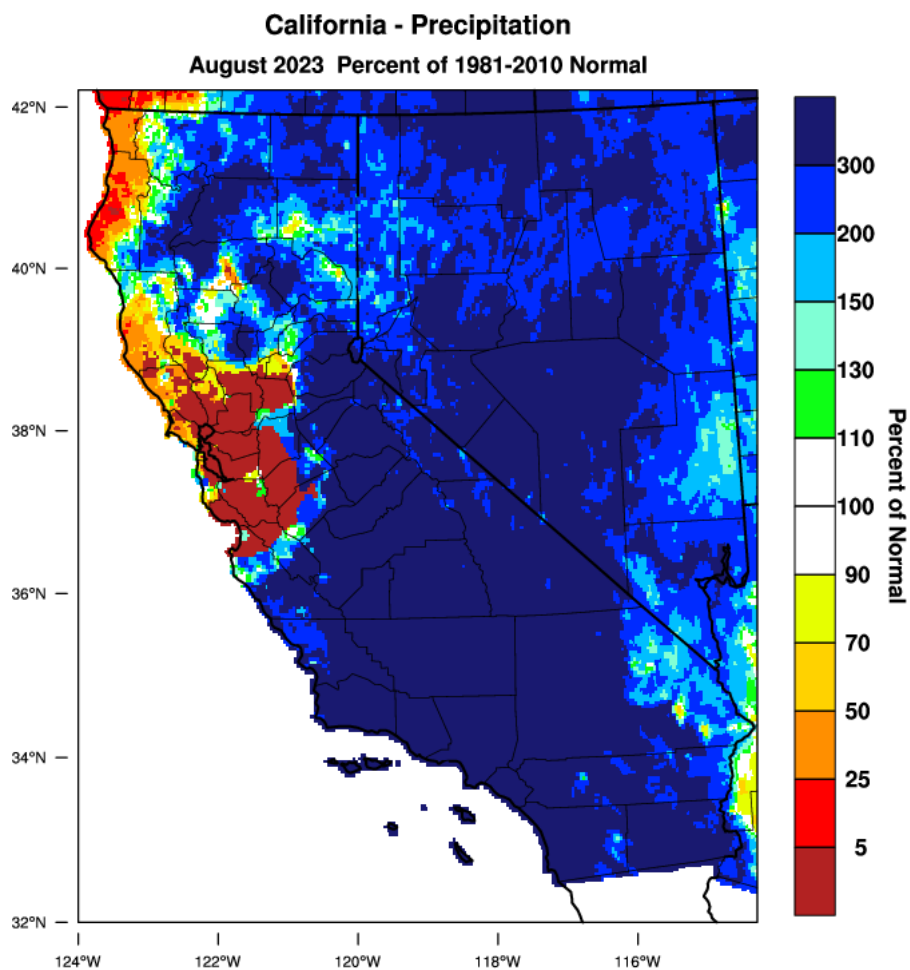 California - Precipitation
August 2023  Percent of 1981-2010 Normal
42°N
40°N
38°N
36°N
34°N
32°N
124°W
122°W
120°W
118°W
116°W
300
200
150
130
110
100
90
70
50
25
5
Percent of Normal